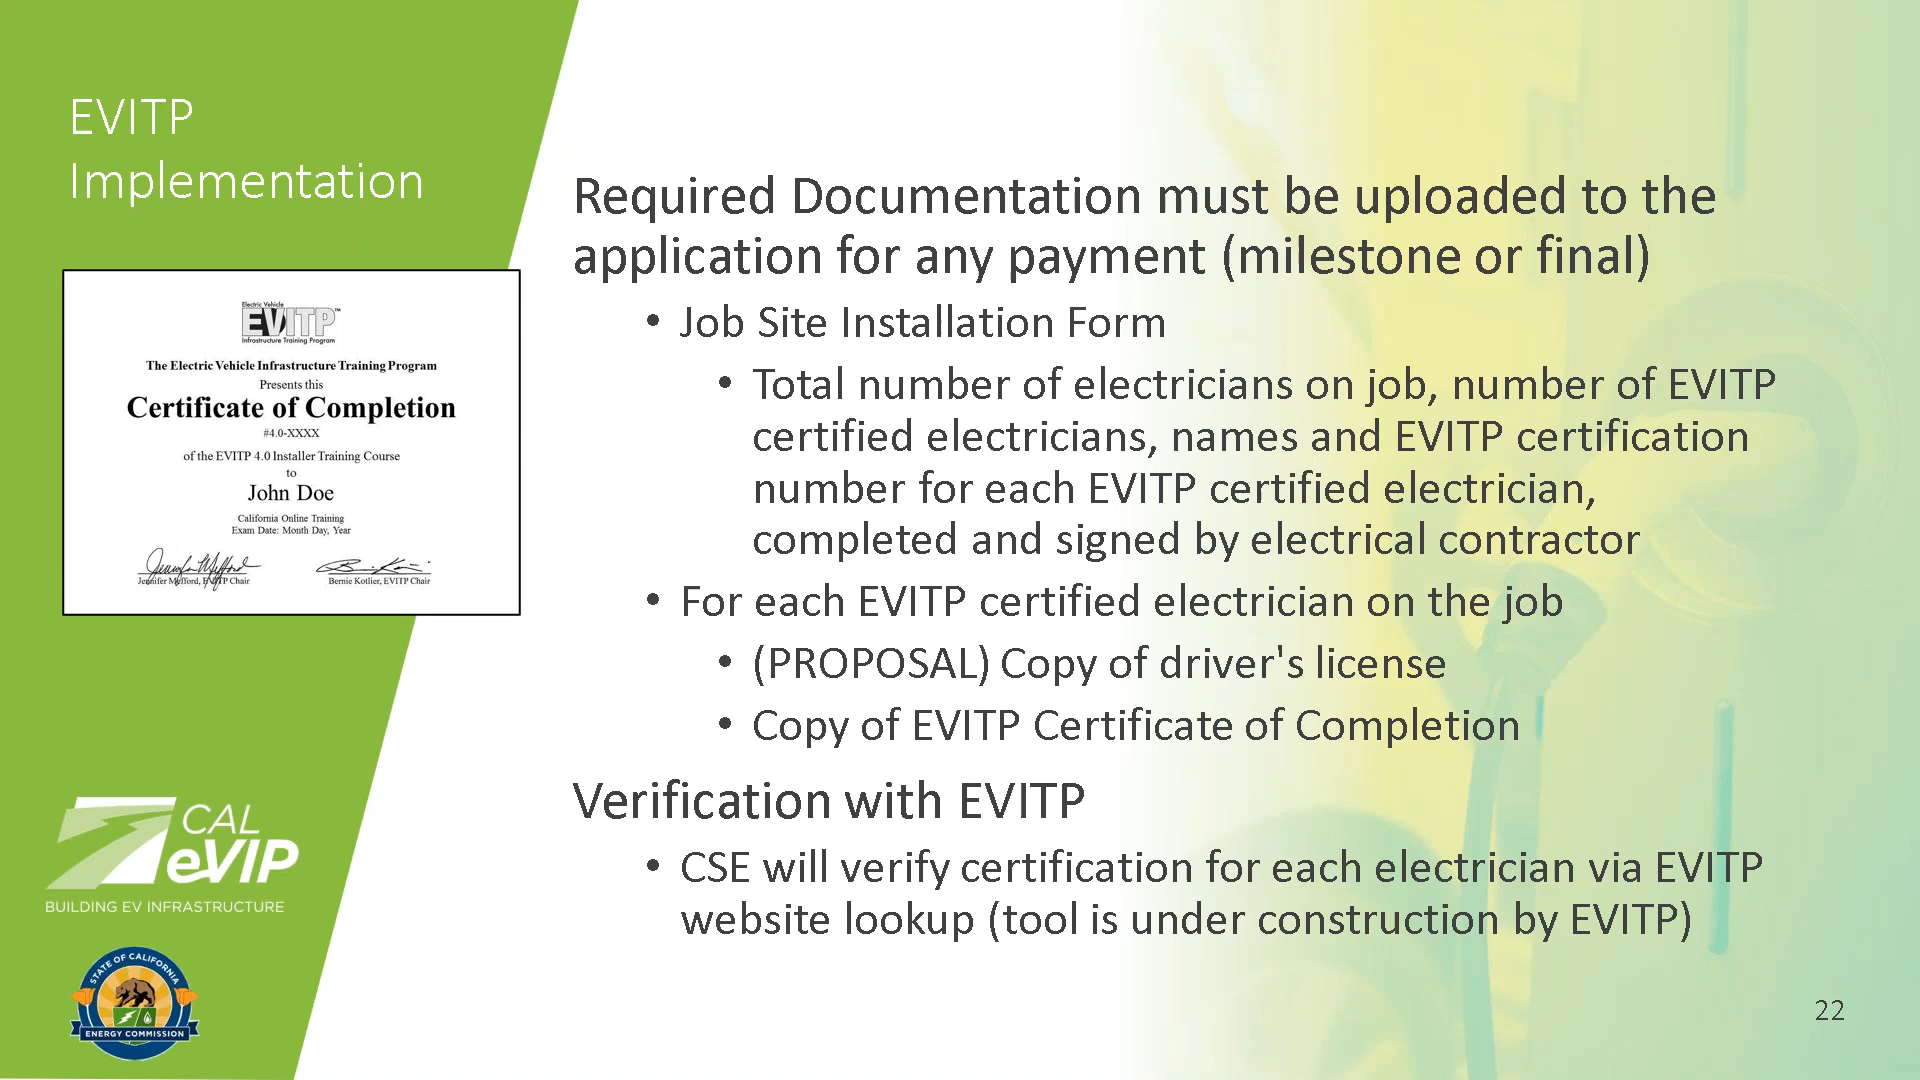 EVITP
Implementation
Electric Vehicle
EVITP™
Infrastructure Training Program
The Electric Vehicle Infrastructure Training Program
Presents this
Certificate of Completion
#4.0-XXXX
of the EVITP 4.0 Installer Training Course
to
John Doe
California Online Training
Exam Date: Month Day, Year
Jennifer Mefford, EVITP Chair
Bernie Kotlier, EVITP Chair
CAL
eVIP
BUILDING EV INFRASTRUCTURE
STATE OF CALIFORNIA
ENERGY COMMISSION
Required Documentation must be uploaded to the
application for any payment (milestone or final)
• Job Site Installation Form
• Total number of electricians on job, number of EVITP
certified electricians, names and EVITP certification
number for each EVITP certified electrician,
completed and signed by electrical contractor
• For each EVITP certified electrician on the job
• (PROPOSAL) Copy of driver's license
• Copy of EVITP Certificate of Completion
Verification with EVITP
• CSE will verify certification for each electrician via EVITP
website lookup (tool is under construction by EVITP)
22